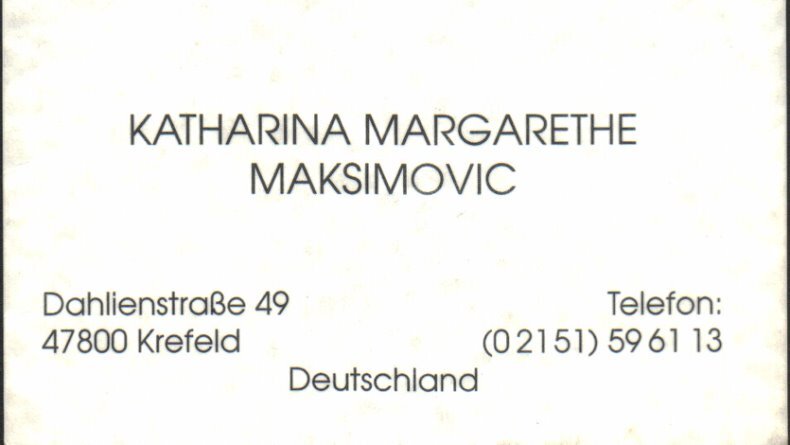 KATHARINA MARGARETHE
MAKSIMOVIC
Dahlienstraße 49
Telefon:
47800 Krefeld
(0 21 51) 59 61 13
Deutschland